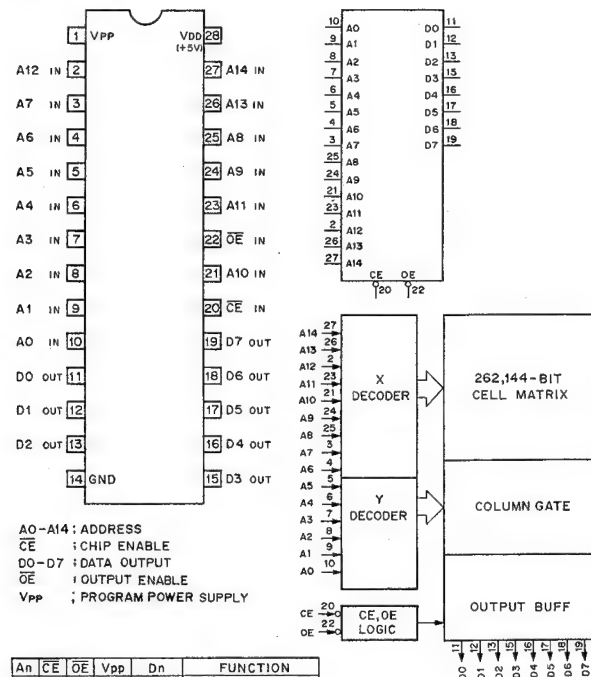 1 VPP VDD 28
(+5V)
A12 IN 2 27 A14 IN
A7 IN 3 26 A13 IN
A6 IN 4 25 A8 IN
A5 IN 5 24 A9 IN
A4 IN 6 23 A11 IN
A3 IN 7 22 OE IN
A2 IN 8 21 A10 IN
A1 IN 9 20 CE IN
A0 IN 10 19 D7 OUT
D0 OUT 11 18 D6 OUT
D1 OUT 12 17 D5 OUT
D2 OUT 13 16 D4 OUT
14 GND 15 D3 OUT
A0-A14 ; ADDRESS
CE ; CHIP ENABLE
D0-D7 ; DATA OUTPUT
OE ; OUTPUT ENABLE
VPP ; PROGRAM POWER SUPPLY
An CE OE Vpp Dn FUNCTION
10 A0 D0 11
9 A1 D1 12
8 A2 D2 13
7 A3 D3 15
6 A4 D4 16
5 A5 D5 17
4 A6 D6 18
3 A7 D7 19
25 A8
24 A9
21 A10
23 A11
2 A12
26 A13
27 A14
CE OE
20 22
A14 27
A13 26
A12 2
A11 23
A10 21
A9 24
A8 25
A7 3
A6 4
A5 5
A4 6
A3 7
A2 8
A1 9
A0 10
X
DECODER
Y
DECODER
262,144-BIT
CELL MATRIX
COLUMN GATE
OUTPUT BUFF
CE 20
OE 22
CE,OE
LOGIC
11 12 13 15 16 17 18 19
D0 D1 D2 D3 D4 D5 D6 D7